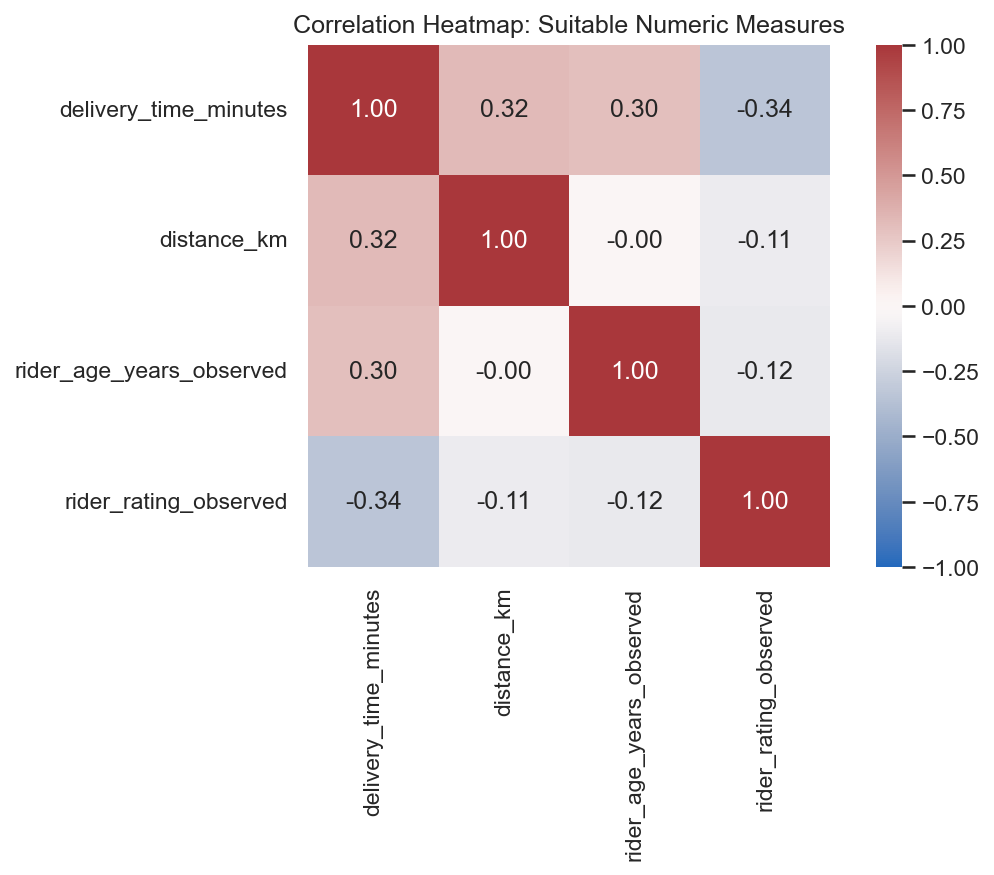 Correlation Heatmap: Suitable Numeric Measures
delivery_time_minutes 1.00 0.32 0.30 -0.34
distance_km 0.32 1.00 -0.00 -0.11
rider_age_years_observed 0.30 -0.00 1.00 -0.12
rider_rating_observed -0.34 -0.11 -0.12 1.00
delivery_time_minutes
distance_km
rider_age_years_observed
rider_rating_observed
1.00
0.75
0.50
0.25
0.00
−0.25
−0.50
−0.75
−1.00